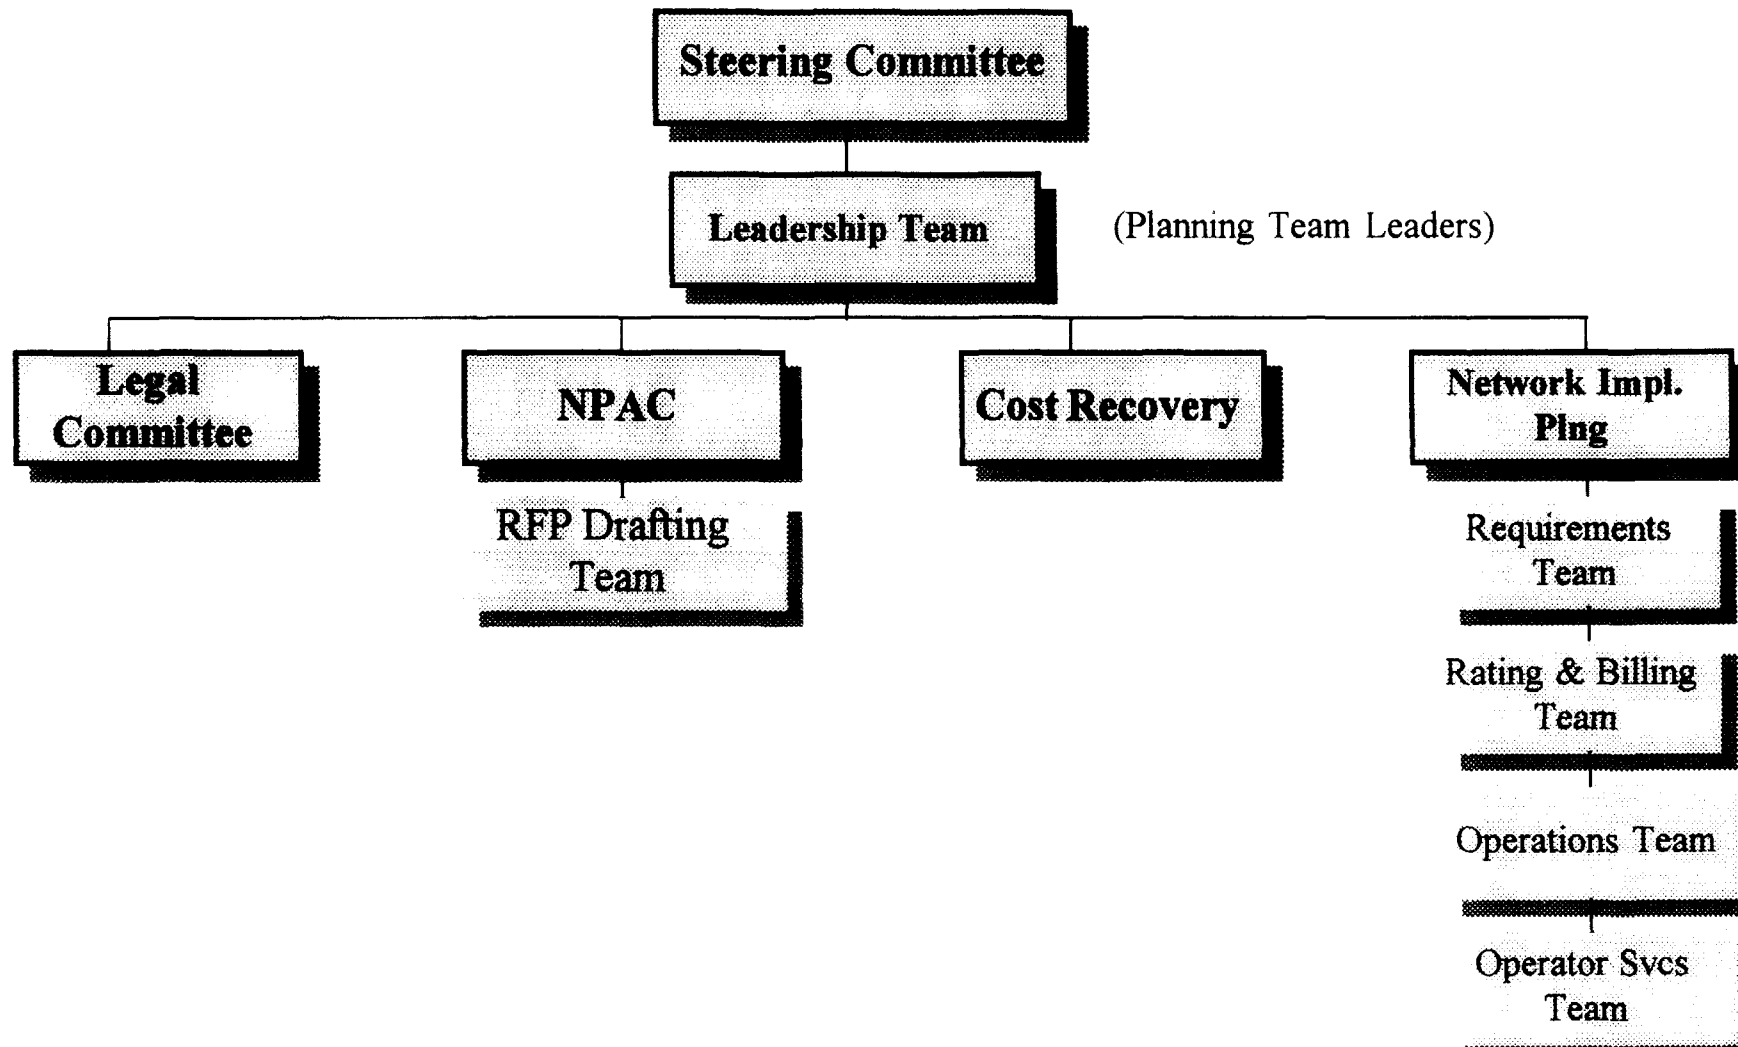 Steering Committee
Leadership Team
(Planning Team Leaders)
Legal
Committee
NPAC
Cost Recovery
Network Impl.
Plng
RFP Drafting
Team
Requirements
Team
Rating & Billing
Team
Operations Team
Operator Svcs
Team